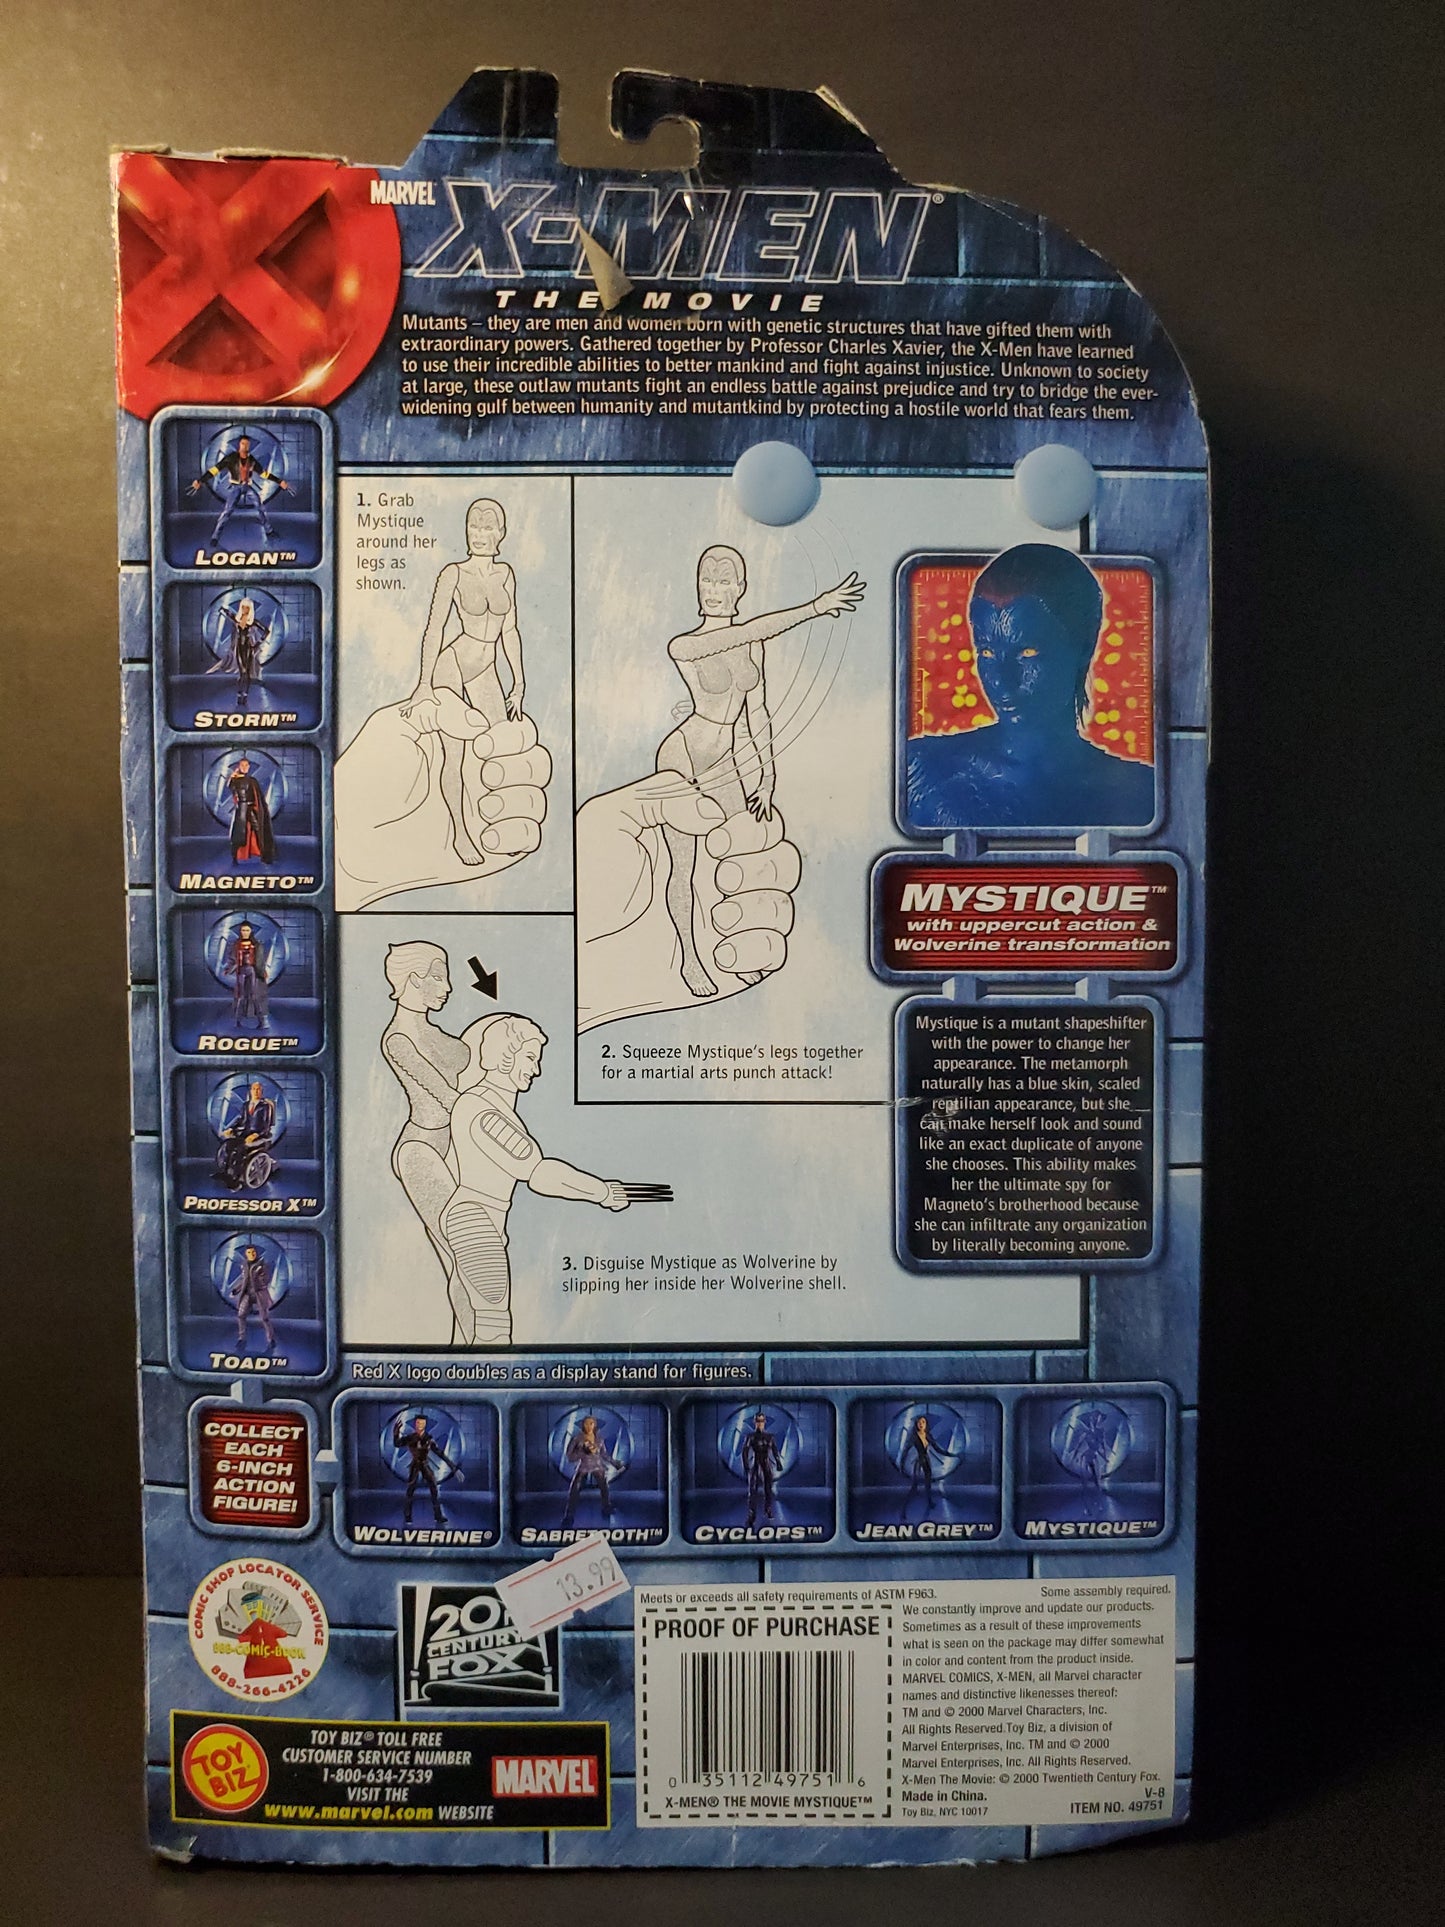 MARVEL
X-MEN®
THE MOVIE
Mutants – they are men and women born with genetic structures that have gifted them with
extraordinary powers. Gathered together by Professor Charles Xavier, the X-Men have learned
to use their incredible abilities to better mankind and fight against injustice. Unknown to society
at large, these outlaw mutants fight an endless battle against prejudice and try to bridge the ever-
widening gulf between humanity and mutantkind by protecting a hostile world that fears them.
LOGAN™
STORM™
MAGNETO™
ROGUE™
PROFESSOR X™
TOAD™
1. Grab
Mystique
around her
legs as
shown.
2. Squeeze Mystique's legs together
for a martial arts punch attack!
3. Disguise Mystique as Wolverine by
slipping her inside her Wolverine shell.
MYSTIQUE™
with uppercut action &
Wolverine transformation
Mystique is a mutant shapeshifter
with the power to change her
appearance. The metamorph
naturally has a blue skin, scaled
reptilian appearance, but she
can make herself look and sound
like an exact duplicate of anyone
she chooses. This ability makes
her the ultimate spy for
Magneto's brotherhood because
she can infiltrate any organization
by literally becoming anyone.
Red X logo doubles as a display stand for figures.
COLLECT
EACH
6-INCH
ACTION
FIGURE!
WOLVERINE®
SABRETOOTH™
CYCLOPS™
JEAN GREY™
MYSTIQUE™
COMIC SHOP LOCATOR SERVICE
888-COMIC-BOOK
888-266-4226
20
CENTURY
FOX
13.99
TOY BIZ
TOY BIZ® TOLL FREE
CUSTOMER SERVICE NUMBER
1-800-634-7539
VISIT THE
www.marvel.com WEBSITE
MARVEL
Meets or exceeds all safety requirements of ASTM F963.
Some assembly required.
PROOF OF PURCHASE
0 35112 49751 6
X-MEN® THE MOVIE MYSTIQUE™
We constantly improve and update our products.
Sometimes as a result of these improvements
what is seen on the package may differ somewhat
in color and content from the product inside.
MARVEL COMICS, X-MEN, all Marvel character
names and distinctive likenesses thereof:
TM and © 2000 Marvel Characters, Inc.
All Rights Reserved.Toy Biz, a division of
Marvel Enterprises, Inc. TM and © 2000
Marvel Enterprises, Inc. All Rights Reserved.
X-Men The Movie: © 2000 Twentieth Century Fox.
Made in China.
V-8
Toy Biz, NYC 10017
ITEM NO. 49751